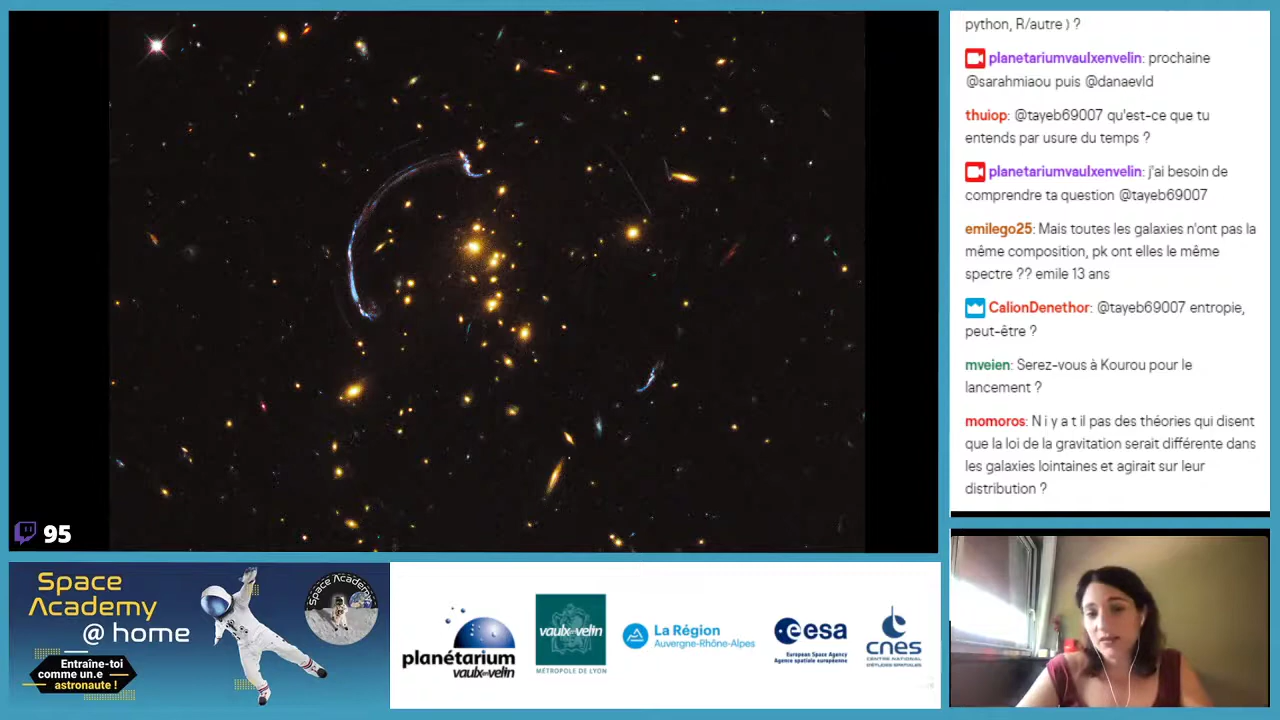 python, R/autre ) ?
planetariumvaulxenvelin: prochaine
@sarahmiaou puis @danaevld
thuiop: @tayeb69007 qu'est-ce que tu
entends par usure du temps ?
planetariumvaulxenvelin: j'ai besoin de
comprendre ta question @tayeb69007
emilego25: Mais toutes les galaxies n'ont pas la
même composition, pk ont elles le même
spectre ?? emile 13 ans
CalionDenethor: @tayeb69007 entropie,
peut-être ?
mveien: Serez-vous à Kourou pour le
lancement ?
momoros: N i y a t il pas des théories qui disent
que la loi de la gravitation serait différente dans
les galaxies lointaines et agirait sur leur
distribution ?
95
Space
Academy
@ home
Entraîne-toi
comme un.e
astronaute !
Space Academy
planétarium
vaulx en velin
vaulx-en-velin
MÉTROPOLE DE LYON
La Région
Auvergne-Rhône-Alpes
esa
European Space Agency
Agence spatiale européenne
cnes
CENTRE NATIONAL
D'ÉTUDES SPATIALES